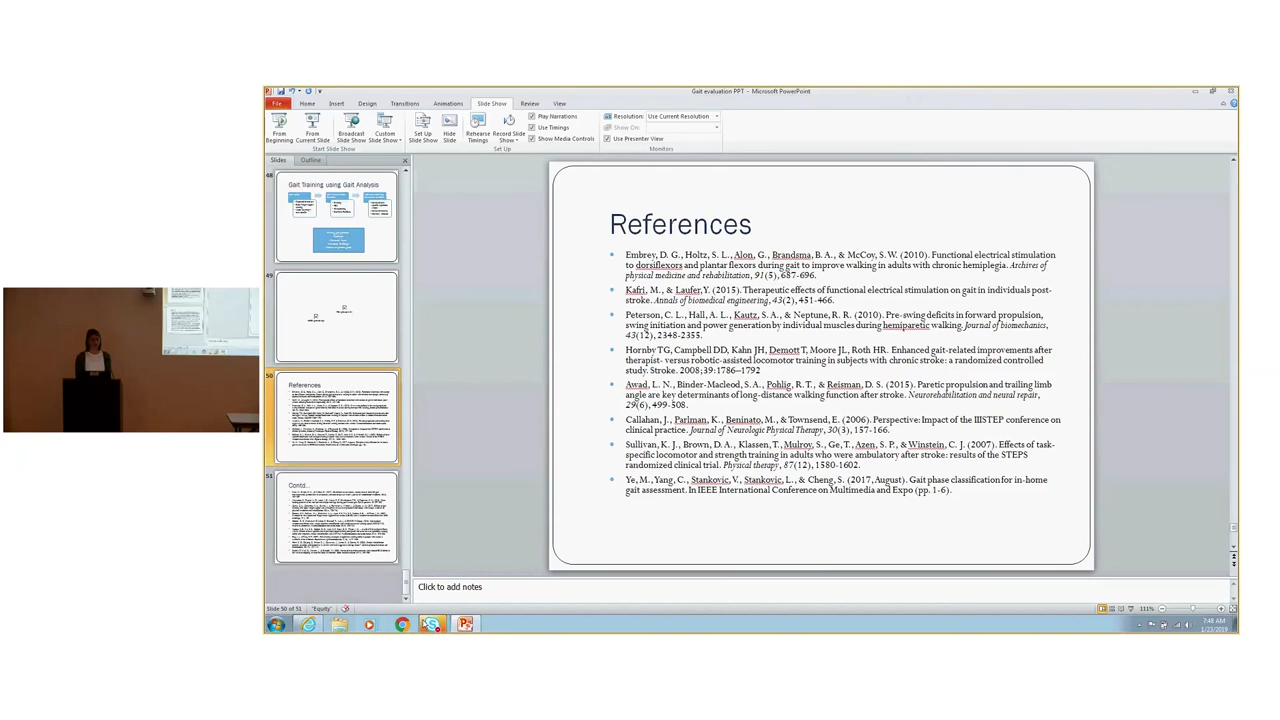 Gait evaluation PPT - Microsoft PowerPoint
File Home Insert Design Transitions Animations Slide Show Review View
From Beginning
From Current Slide
Broadcast Slide Show
Custom Slide Show
Start Slide Show
Set Up Slide Show
Hide Slide
Rehearse Timings
Record Slide Show
Play Narrations
Use Timings
Show Media Controls
Set Up
Resolution: Use Current Resolution
Show On:
Use Presenter View
Monitors
Slides Outline
48
Gait Training using Gait Analysis
49
50
References
51
Contd...
References
Embrey, D. G., Holtz, S. L., Alon, G., Brandsma, B. A., & McCoy, S. W. (2010). Functional electrical stimulation
to dorsiflexors and plantar flexors during gait to improve walking in adults with chronic hemiplegia. Archives of
physical medicine and rehabilitation, 91(5), 687-696.
Kafri, M., & Laufer, Y. (2015). Therapeutic effects of functional electrical stimulation on gait in individuals post-
stroke. Annals of biomedical engineering, 43(2), 451-466.
Peterson, C. L., Hall, A. L., Kautz, S. A., & Neptune, R. R. (2010). Pre-swing deficits in forward propulsion,
swing initiation and power generation by individual muscles during hemiparetic walking. Journal of biomechanics,
43(12), 2348-2355.
Hornby TG, Campbell DD, Kahn JH, Demott T, Moore JL, Roth HR. Enhanced gait-related improvements after
therapist- versus robotic-assisted locomotor training in subjects with chronic stroke: a randomized controlled
study. Stroke. 2008;39:1786–1792
Awad, L. N., Binder-Macleod, S. A., Pohlig, R. T., & Reisman, D. S. (2015). Paretic propulsion and trailing limb
angle are key determinants of long-distance walking function after stroke. Neurorehabilitation and neural repair,
29(6), 499-508.
Callahan, J., Parlman, K., Beninato, M., & Townsend, E. (2006). Perspective: Impact of the IIISTEP conference on
clinical practice. Journal of Neurologic Physical Therapy, 30(3), 157-166.
Sullivan, K. J., Brown, D. A., Klassen, T., Mulroy, S., Ge, T., Azen, S. P., & Winstein, C. J. (2007). Effects of task-
specific locomotor and strength training in adults who were ambulatory after stroke: results of the STEPS
randomized clinical trial. Physical therapy, 87(12), 1580-1602.
Ye, M., Yang, C., Stankovic, V., Stankovic, L., & Cheng, S. (2017, August). Gait phase classification for in-home
gait assessment. In IEEE International Conference on Multimedia and Expo (pp. 1-6).
Click to add notes
Slide 50 of 51 "Equity" 111%
7:48 AM
1/23/2019